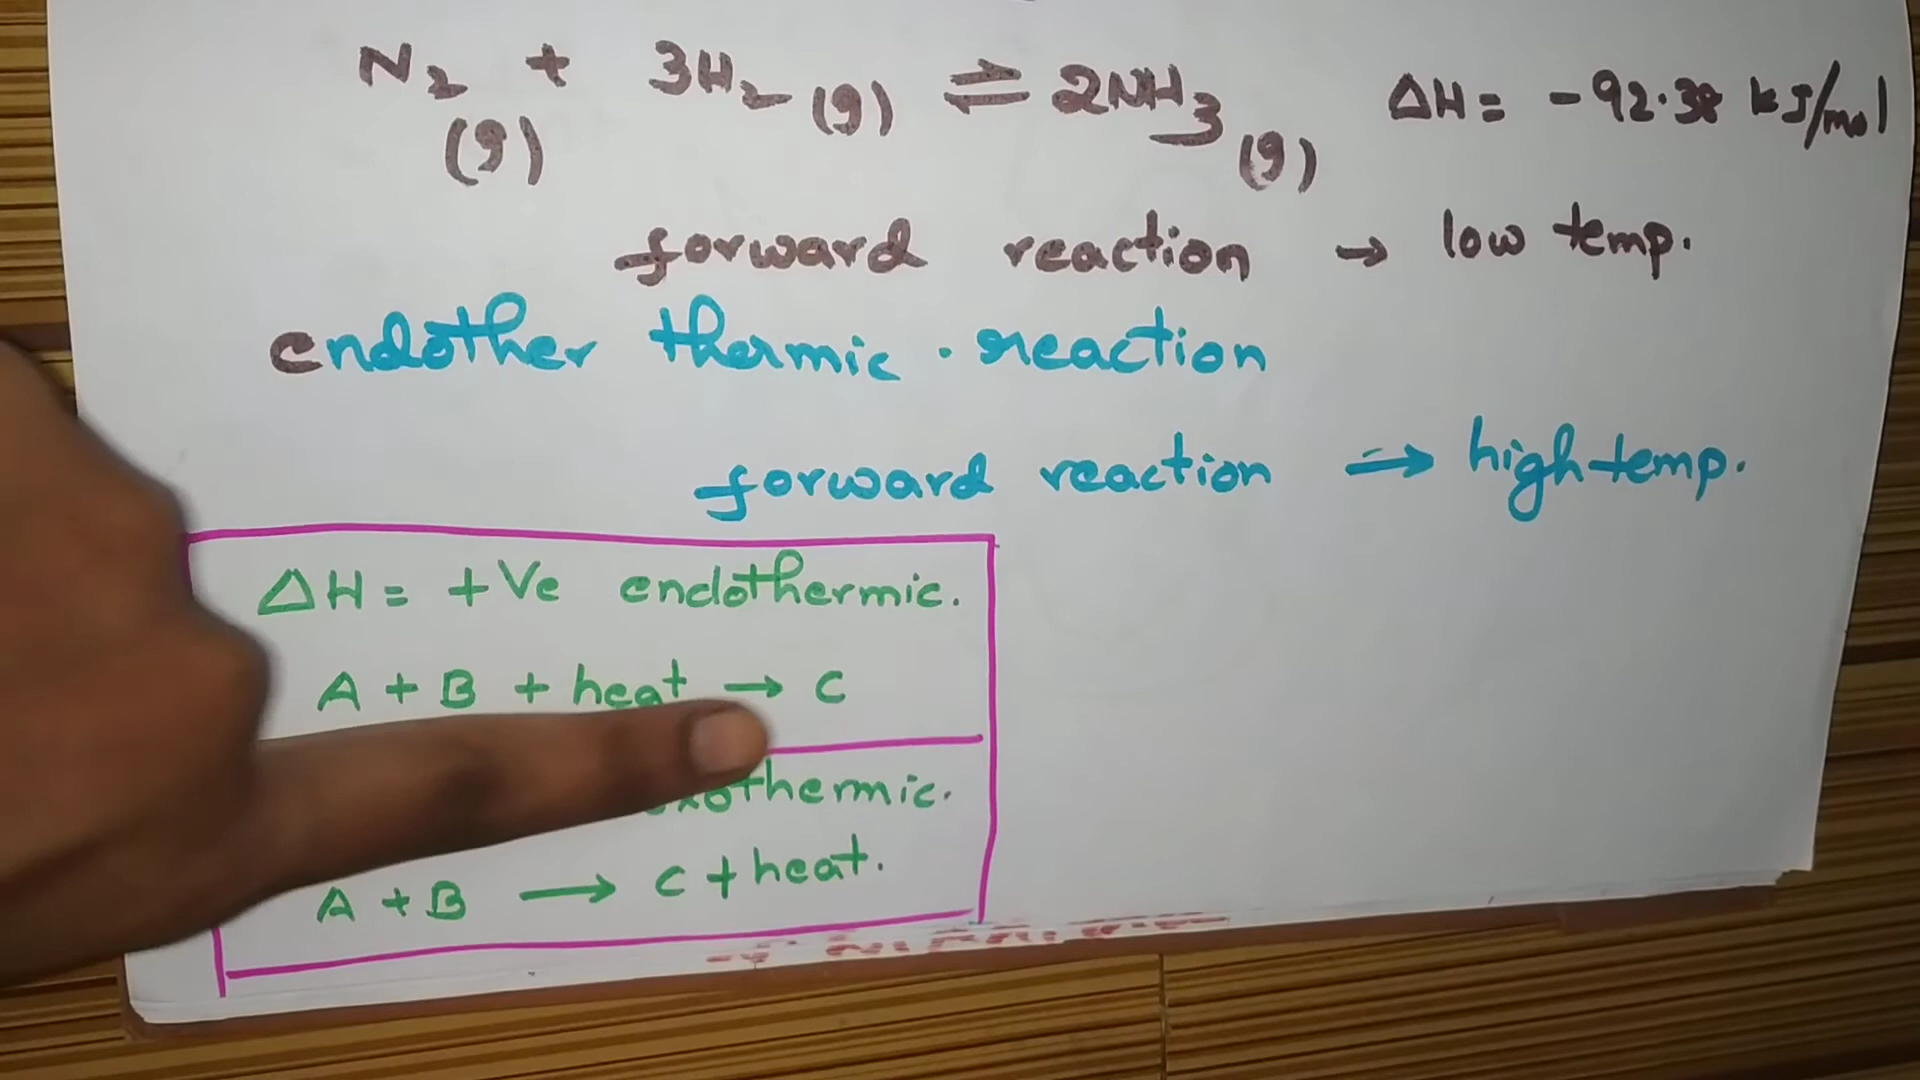 N₂ (g) + 3H₂ (g) ⇌ 2NH₃ (g) ΔH = -92.38 kJ/mol
forward reaction → low temp.
endother thermic. reaction
forward reaction → high temp.
ΔH = +Ve endothermic.
A + B + heat → C
exothermic.
A + B → C + heat.